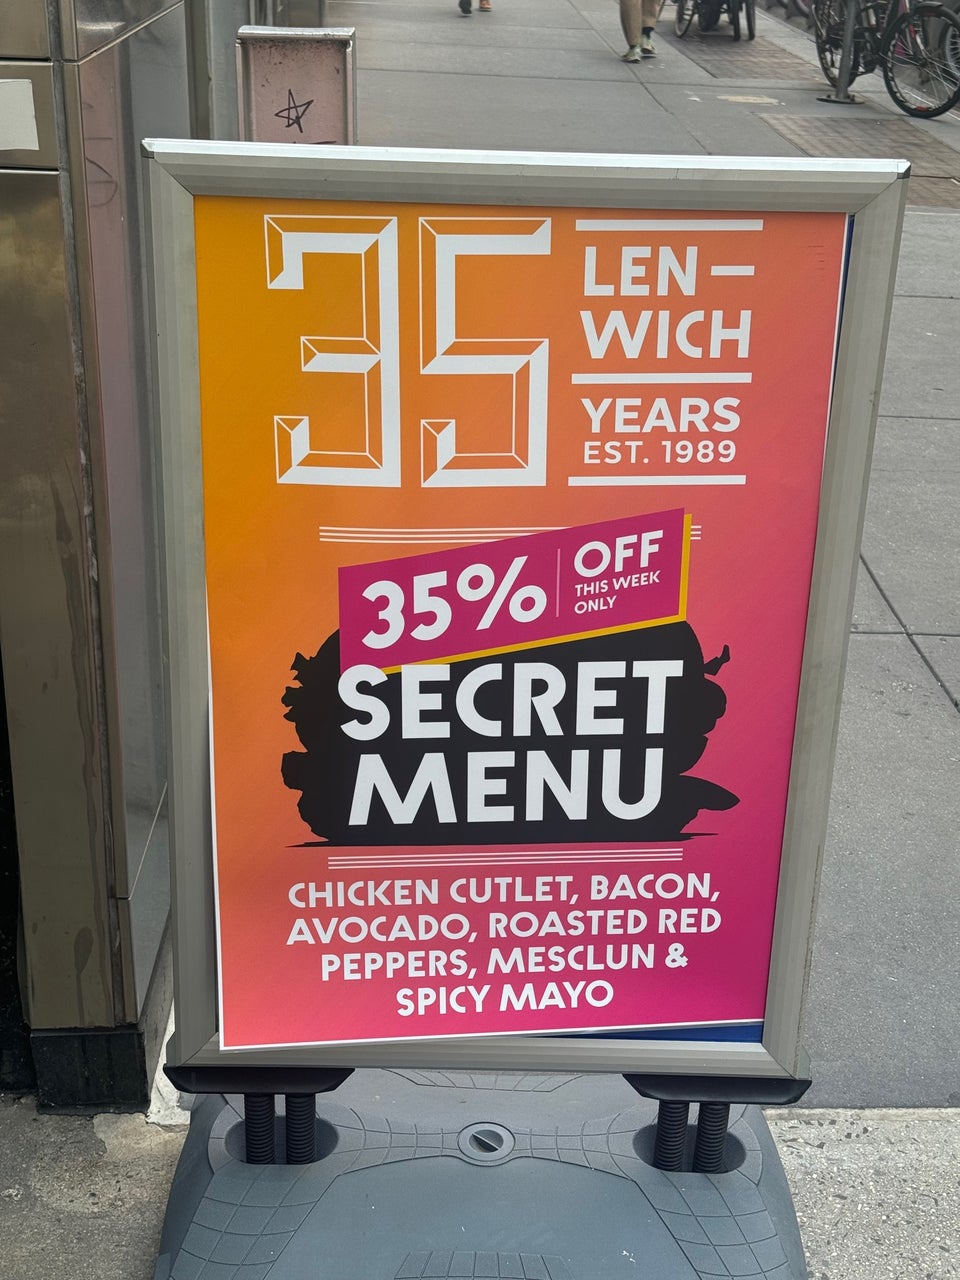 35
LEN–
WICH
YEARS
EST. 1989
35% OFF
THIS WEEK
ONLY
SECRET
MENU
CHICKEN CUTLET, BACON,
AVOCADO, ROASTED RED
PEPPERS, MESCLUN &
SPICY MAYO